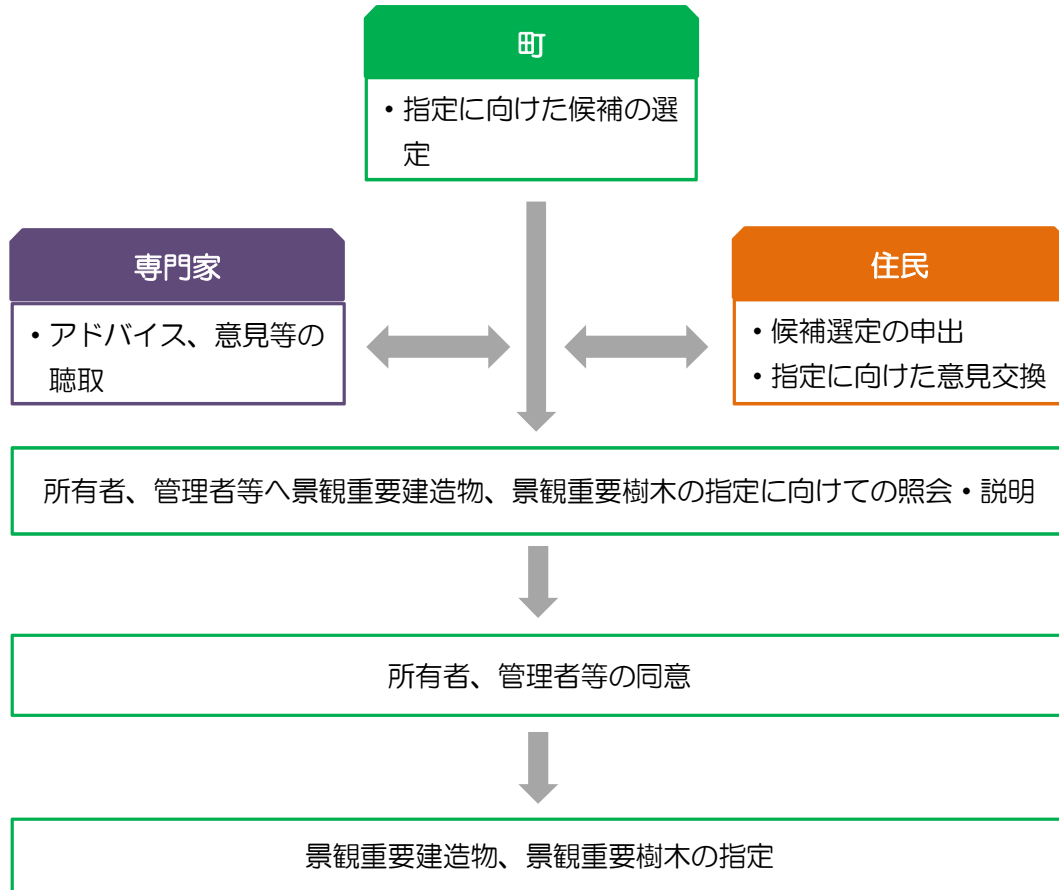 町
・指定に向けた候補の選
定
専門家
・アドバイス、意見等の
聴取
住民
・候補選定の申出
・指定に向けた意見交換
所有者、管理者等へ景観重要建造物、景観重要樹木の指定に向けての照会・説明
所有者、管理者等の同意
景観重要建造物、景観重要樹木の指定